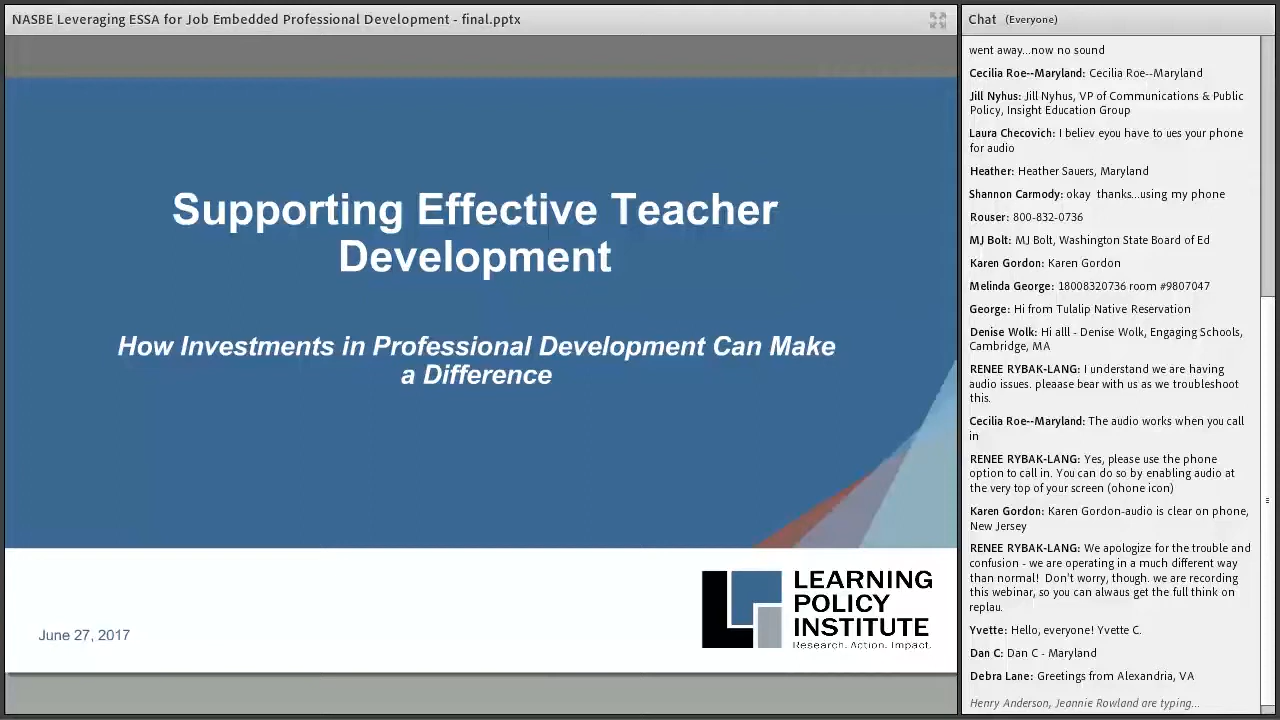 NASBE Leveraging ESSA for Job Embedded Professional Development - final.pptx
Supporting Effective Teacher
Development
How Investments in Professional Development Can Make
a Difference
June 27, 2017
LEARNING
POLICY
INSTITUTE
Research. Action. Impact.
Chat (Everyone)
went away...now no sound
Cecilia Roe--Maryland: Cecilia Roe--Maryland
Jill Nyhus: Jill Nyhus, VP of Communications & Public
Policy, Insight Education Group
Laura Checovich: I believ eyou have to ues your phone
for audio
Heather: Heather Sauers, Maryland
Shannon Carmody: okay thanks...using my phone
Rouser: 800-832-0736
MJ Bolt: MJ Bolt, Washington State Board of Ed
Karen Gordon: Karen Gordon
Melinda George: 18008320736 room #9807047
George: Hi from Tulalip Native Reservation
Denise Wolk: Hi alll - Denise Wolk, Engaging Schools,
Cambridge, MA
RENEE RYBAK-LANG: I understand we are having
audio issues. pleaase bear with us as we troubleshoot
this.
Cecilia Roe--Maryland: The audio works when you call
in
RENEE RYBAK-LANG: Yes, please use the phone
option to call in. You can do so by enabling audio at
the very top of your screen (ohone icon)
Karen Gordon: Karen Gordon-audio is clear on phone,
New Jersey
RENEE RYBAK-LANG: We apologize for the trouble and
confusion - we are operating in a much different way
than normal! Don't worry, though. we are recording
this webinar, so you can alwaus get the full think on
replau.
Yvette: Hello, everyone! Yvette C.
Dan C: Dan C - Maryland
Debra Lane: Greetings from Alexandria, VA
Henry Anderson, Jeannie Rowland are typing...